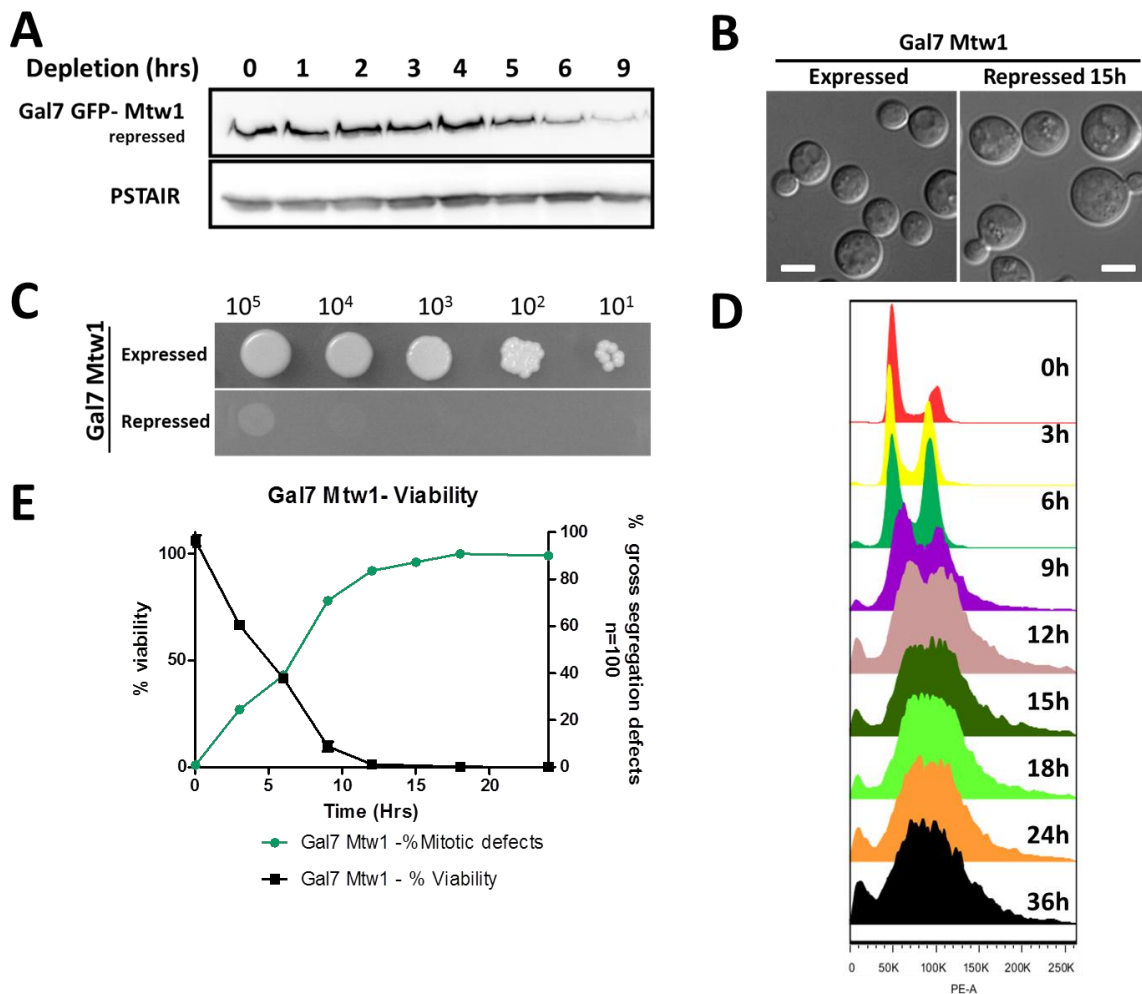 A
Depletion (hrs) 0 1 2 3 4 5 6 9
Gal7 GFP- Mtw1
repressed
PSTAIR
B
Gal7 Mtw1
Expressed Repressed 15h
C
10⁵ 10⁴ 10³ 10² 10¹
Gal7 Mtw1
Expressed
Repressed
D
0h
3h
6h
9h
12h
15h
18h
24h
36h
0 50K 100K 150K 200K 250K
PE-A
E
Gal7 Mtw1- Viability
% viability
100
50
0
0 5 10 15 20
Time (Hrs)
100
80
60
40
20
0
% gross segregation defects
n=100
Gal7 Mtw1 -%Mitotic defects
Gal7 Mtw1 - % Viability